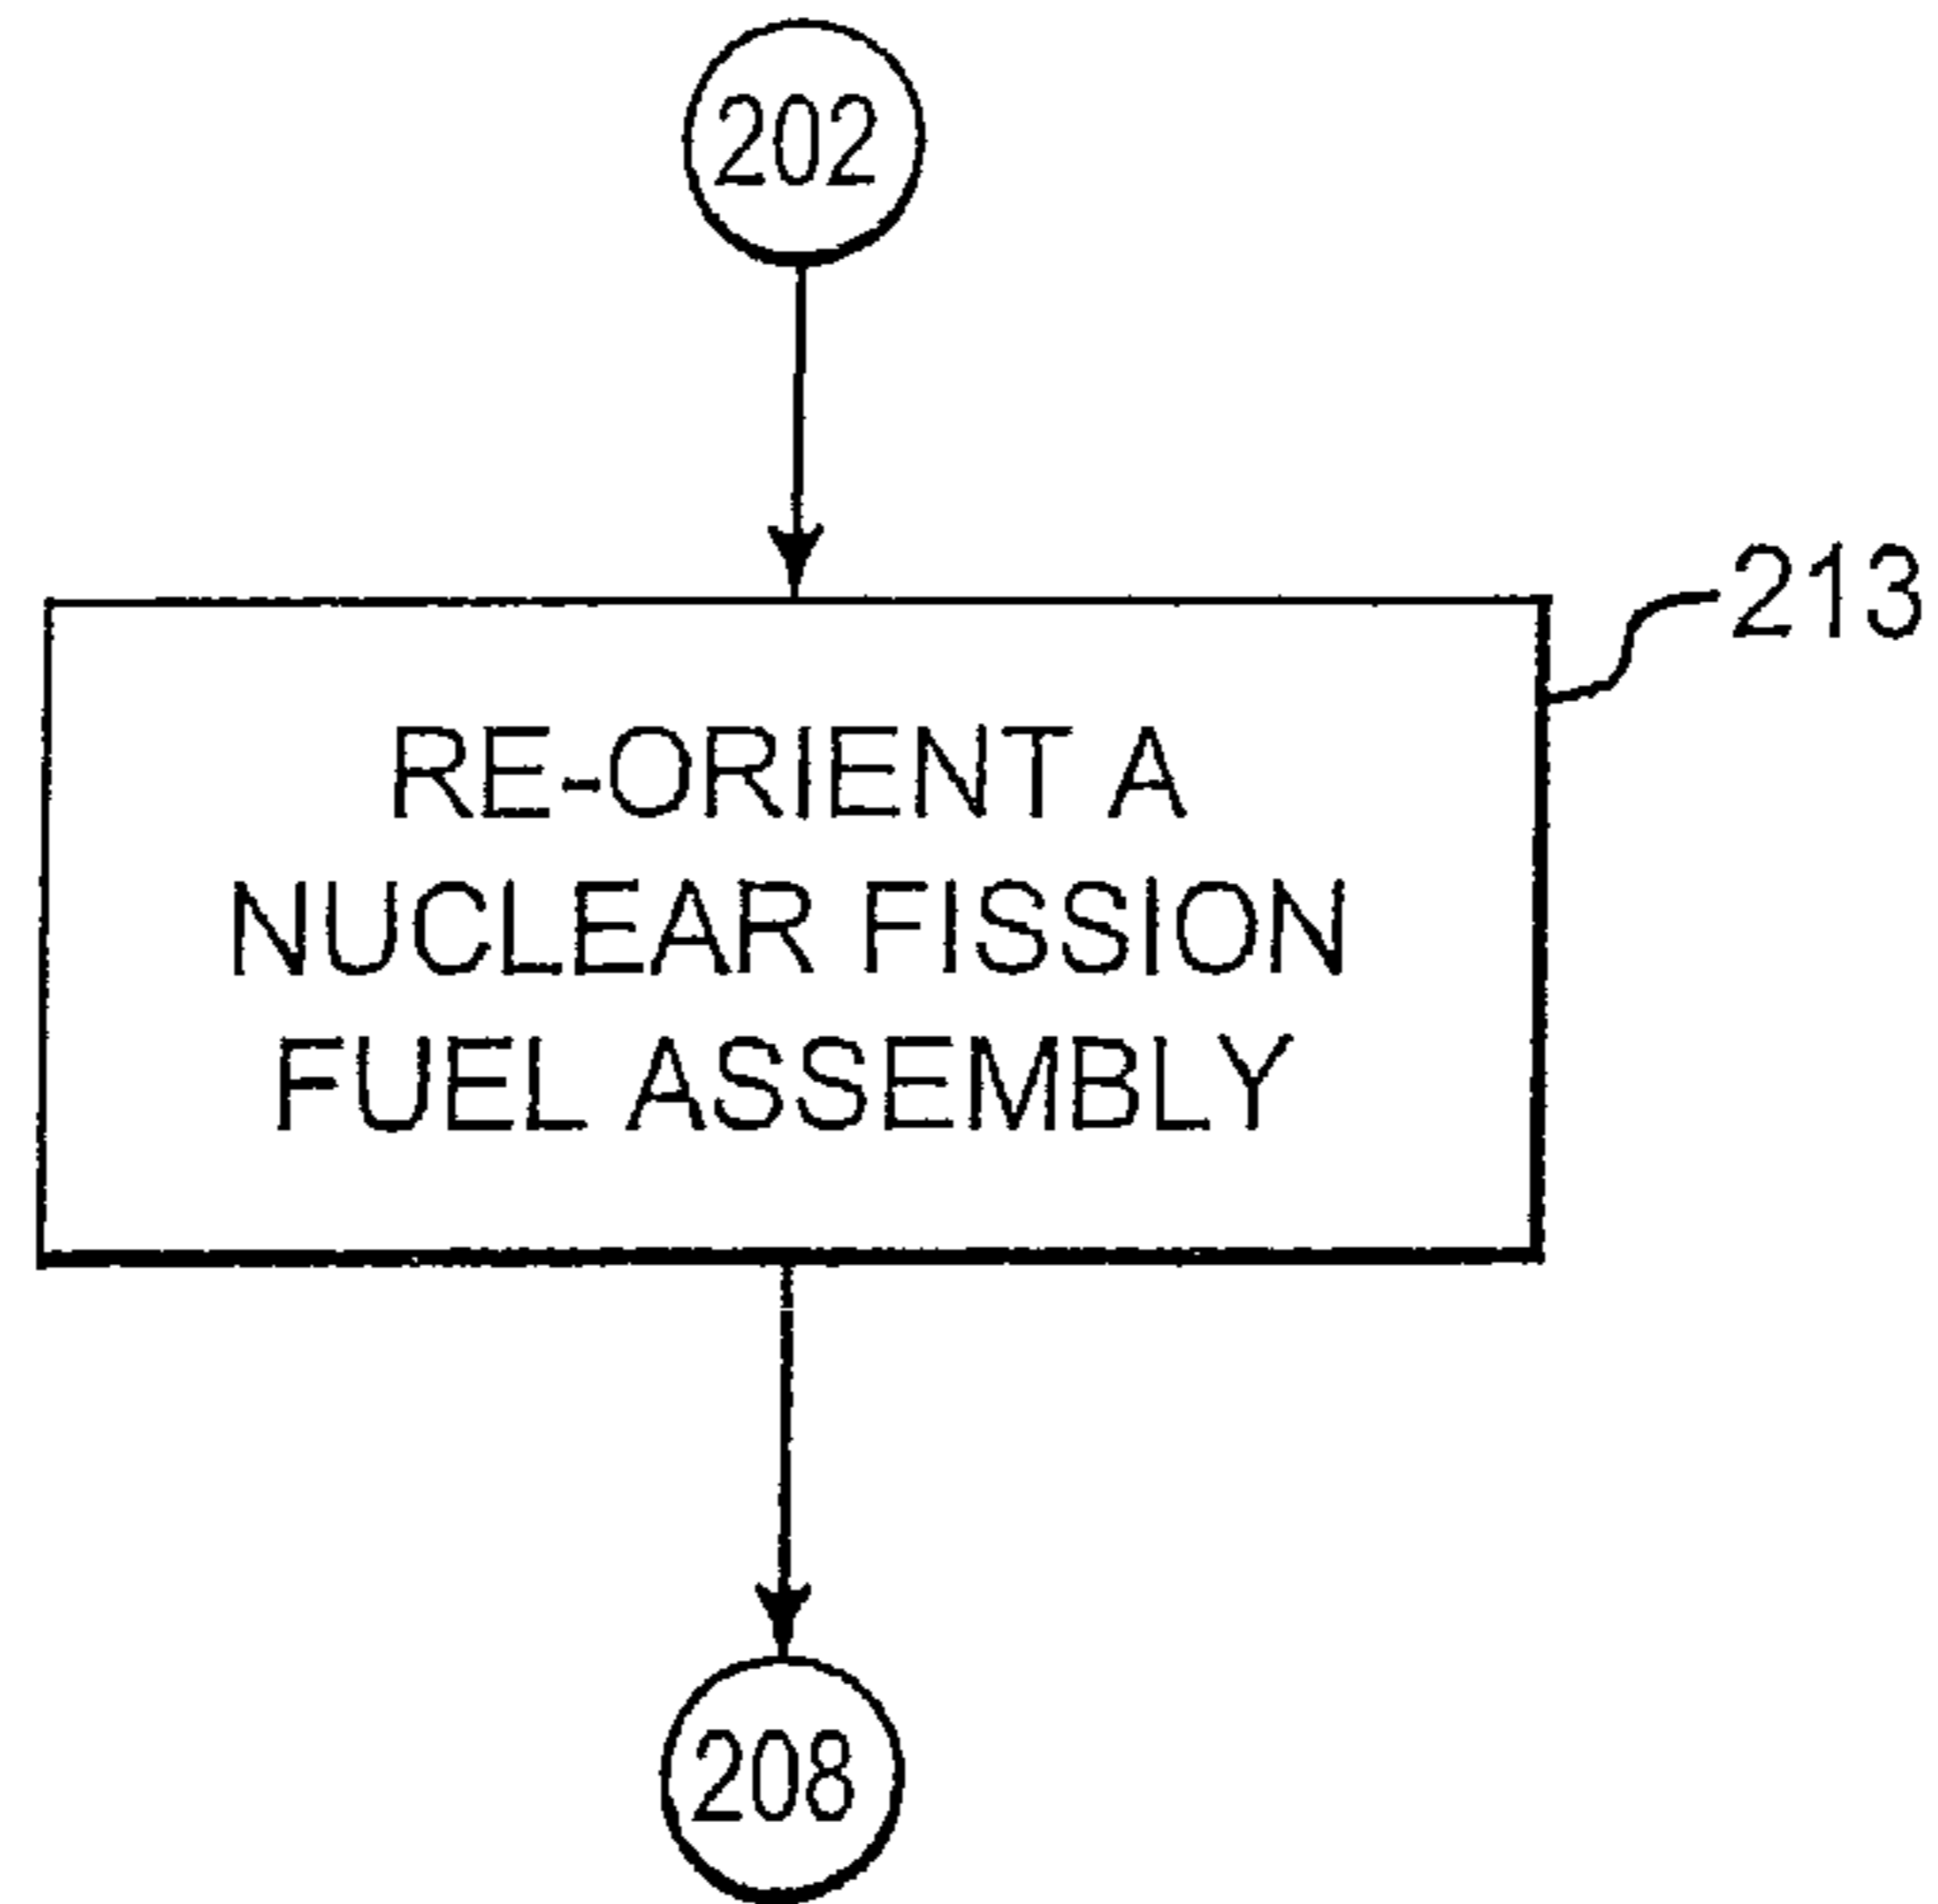 202
213
RE-ORIENT A
NUCLEAR FISSION
FUEL ASSEMBLY
208